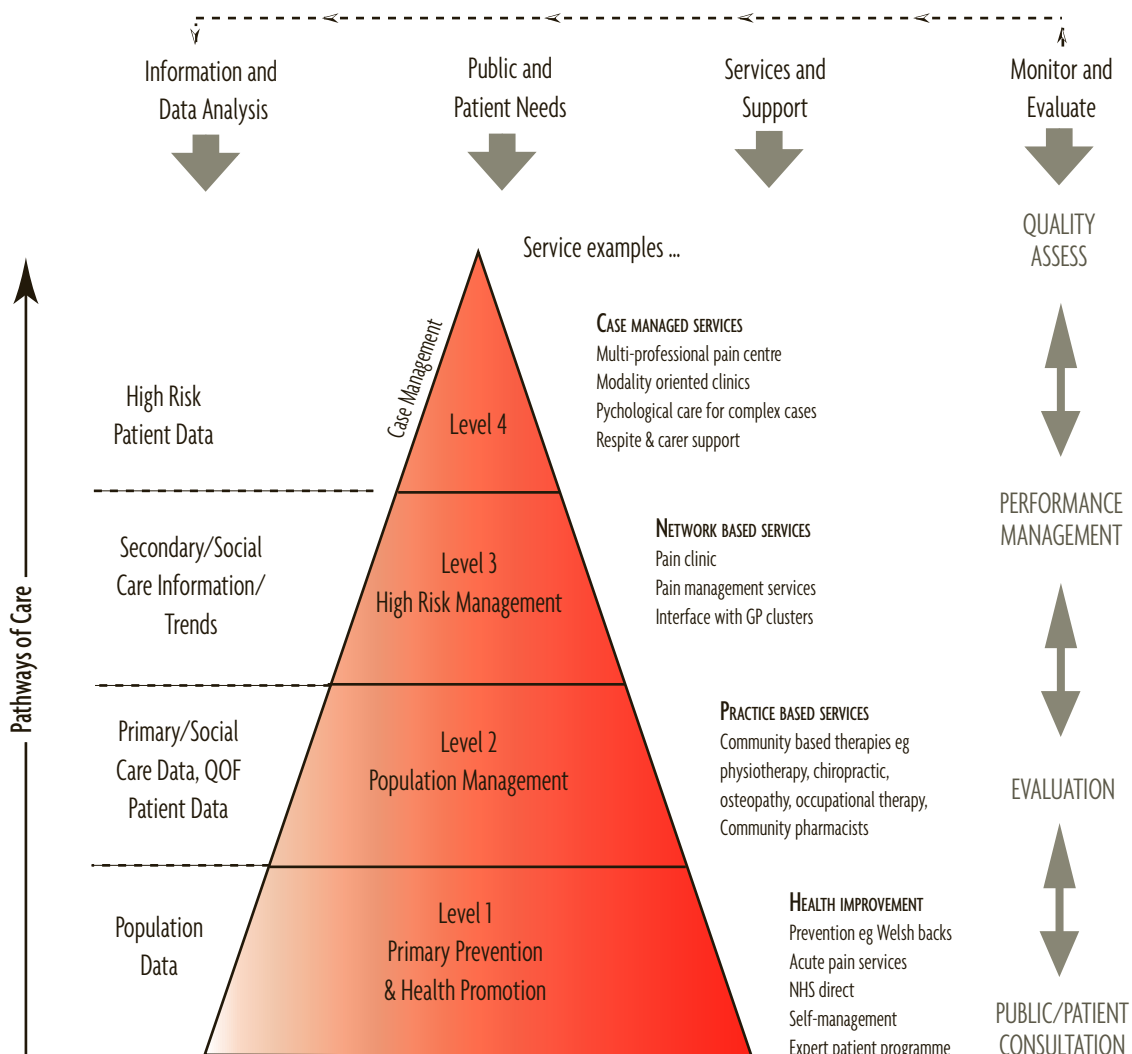 Information and
Data Analysis
Public and
Patient Needs
Services and
Support
Monitor and
Evaluate
Pathways of Care
High Risk
Patient Data
Secondary/Social
Care Information/
Trends
Primary/Social
Care Data, QOF
Patient Data
Population
Data
Case Management
Level 4
Level 3
High Risk Management
Level 2
Population Management
Level 1
Primary Prevention
& Health Promotion
Service examples ...
CASE MANAGED SERVICES
Multi-professional pain centre
Modality oriented clinics
Pychological care for complex cases
Respite & carer support
NETWORK BASED SERVICES
Pain clinic
Pain management services
Interface with GP clusters
PRACTICE BASED SERVICES
Community based therapies eg
physiotherapy, chiropractic,
osteopathy, occupational therapy,
Community pharmacists
HEALTH IMPROVEMENT
Prevention eg Welsh backs
Acute pain services
NHS direct
Self-management
Expert patient programme
QUALITY
ASSESS
PERFORMANCE
MANAGEMENT
EVALUATION
PUBLIC/PATIENT
CONSULTATION